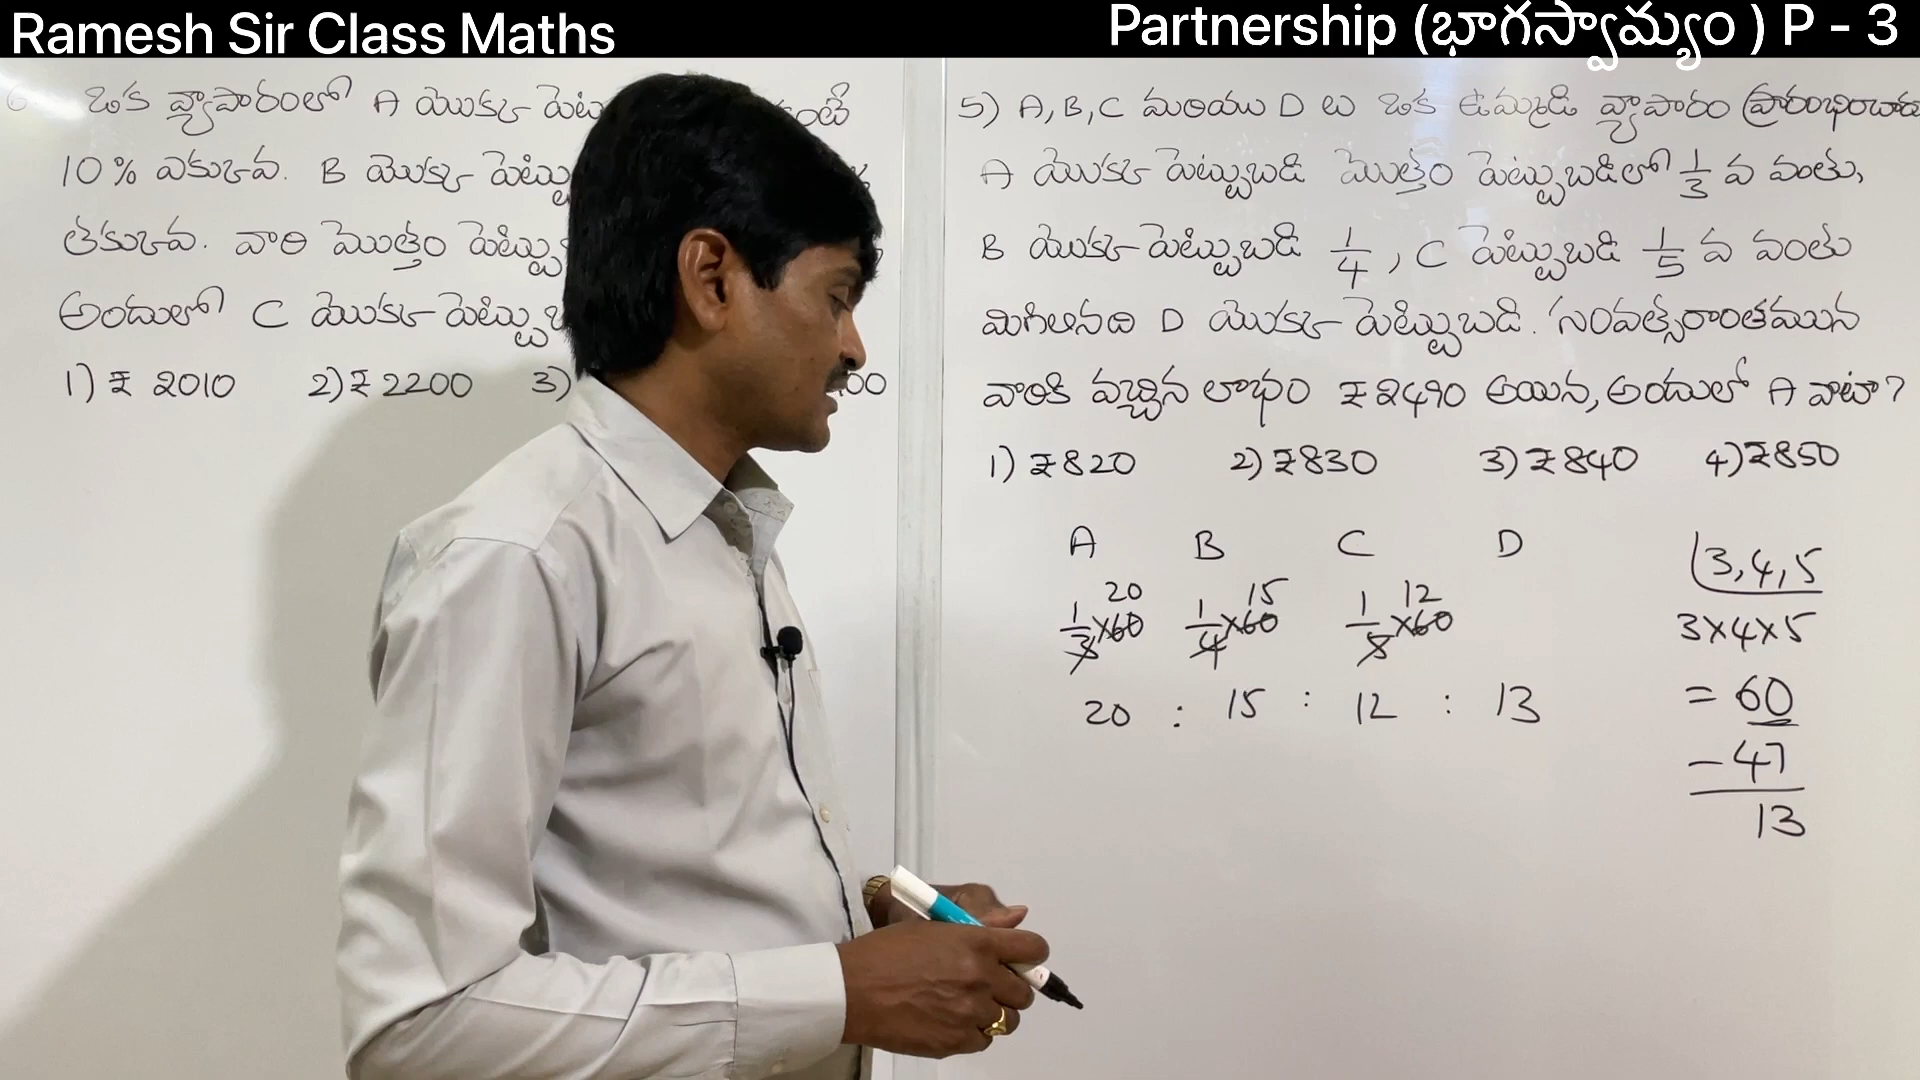 Ramesh Sir Class Maths
Partnership (భాగస్వామ్యం ) P - 3
6 ఒక వ్యాపారంలో A యొక్క
10% ఎక్కువ. B యొక్క
తక్కువ. వారి మొత్తం
అందులో C యొక్క
1) ₹ 2010 2) ₹ 2200 3)
5) A, B, C మరియు D లు ఒక ఉమ్మడి వ్యాపారం
A యొక్క పెట్టుబడి మొత్తం పెట్టుబడిలో 1/3 వ వంతు,
B యొక్క పెట్టుబడి 1/4, C పెట్టుబడి 1/5 వ వంతు
మిగిలినది D యొక్క పెట్టుబడి. సంవత్సరాంతమున
వారికి వచ్చిన లాభం ₹2490 అయిన, అందులో A వాటా?
1) ₹820 2) ₹830 3) ₹840 4) ₹850
A B C D
1/3×60 20 1/4×60 15 1/5×60 12
20 : 15 : 12 : 13
3, 4, 5
3×4×5
= 60
- 47
13